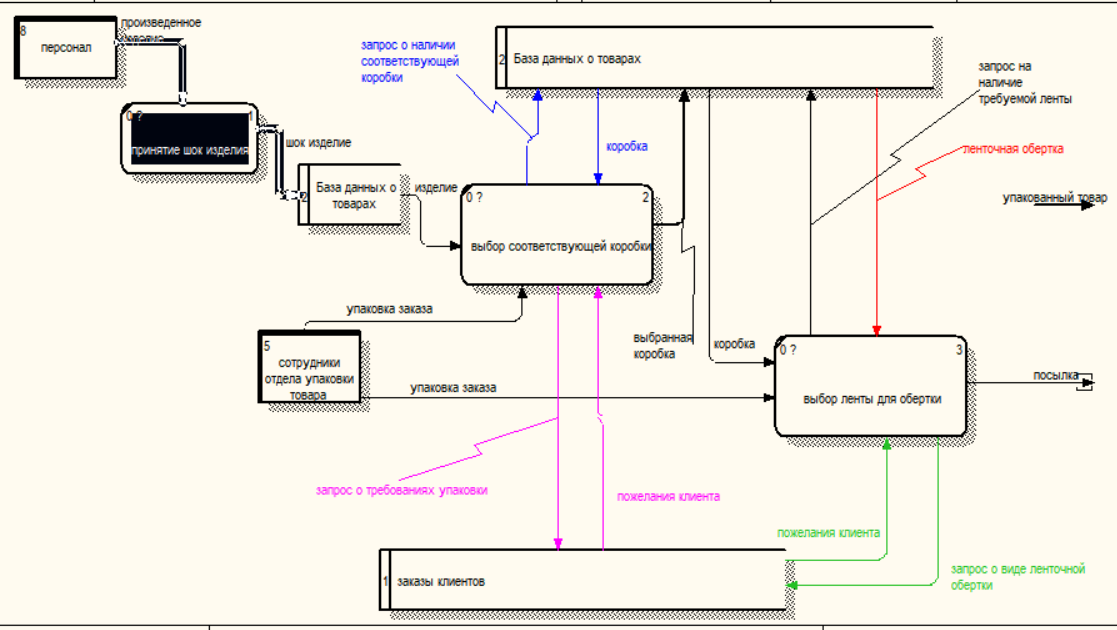 8
персонал
произведенное
изделие
0 ?
1
принятие шок изделия
шок изделие
2
База данных о
товарах
изделие
запрос о наличии
соответствующей
коробки
2
База данных о товарах
коробка
запрос на
наличие
требуемой ленты
ленточная обертка
упакованный товар
0 ?
2
выбор соответствующей коробки
упаковка заказа
5
сотрудники
отдела упаковки
товара
упаковка заказа
выбранная
коробка
коробка
0 ?
3
выбор ленты для обертки
посылка
запрос о требованиях упаковки
пожелания клиента
пожелания клиента
запрос о виде ленточной
обертки
1
заказы клиентов